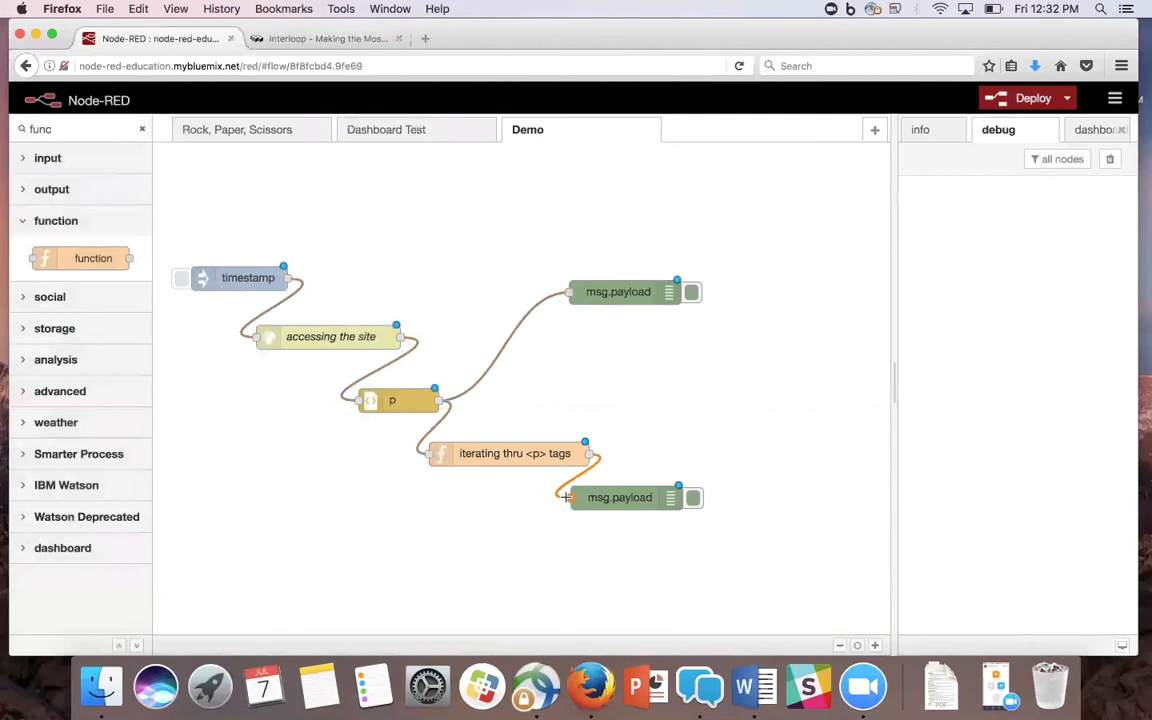 Firefox File Edit View History Bookmarks Tools Window Help Fri 12:32 PM
Node-RED : node-red-edu... Interloop - Making the Mos...
node-red-education.mybluemix.net/red/#flow/8f8fcbd4.9fe69 Search
Node-RED Deploy
func Rock, Paper, Scissors Dashboard Test Demo info debug dashbo
all nodes
input
output
function
function
social
storage
analysis
advanced
weather
Smarter Process
IBM Watson
Watson Deprecated
dashboard
timestamp
msg.payload
accessing the site
p
iterating thru <p> tags
msg.payload
JUL
7